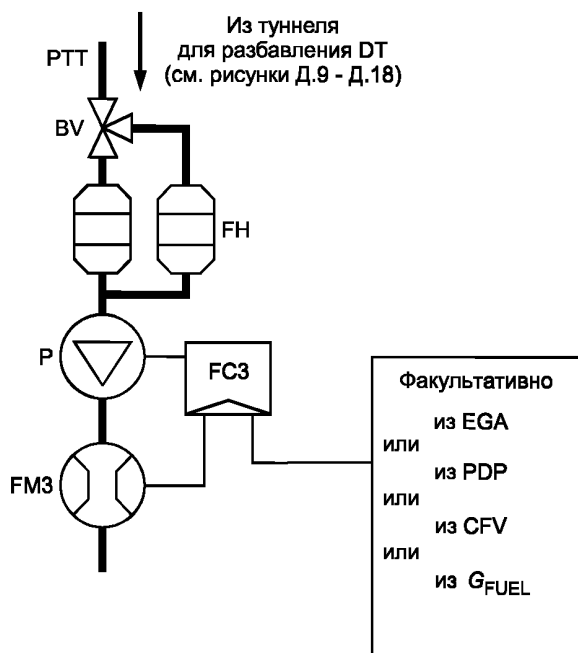 Из туннеля
для разбавления DT
(см. рисунки Д.9 - Д.18)
PTT
BV
FH
P
FC3
FM3
Факультативно
из EGA
или
из PDP
или
из CFV
или
из GFUEL